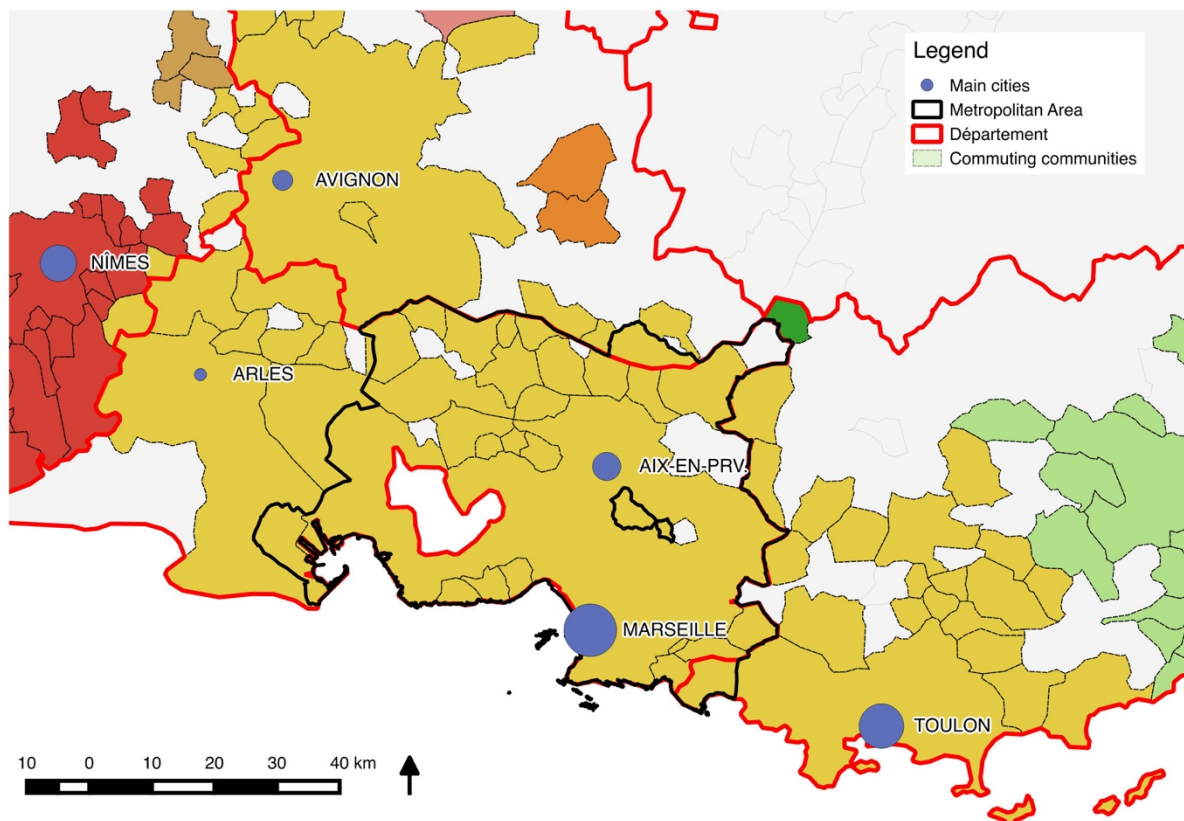 Legend
Main cities
Metropolitan Area
Département
Commuting communities
AVIGNON
NÎMES
ARLES
AIX-EN-PRV.
MARSEILLE
TOULON
10 0 10 20 30 40 km